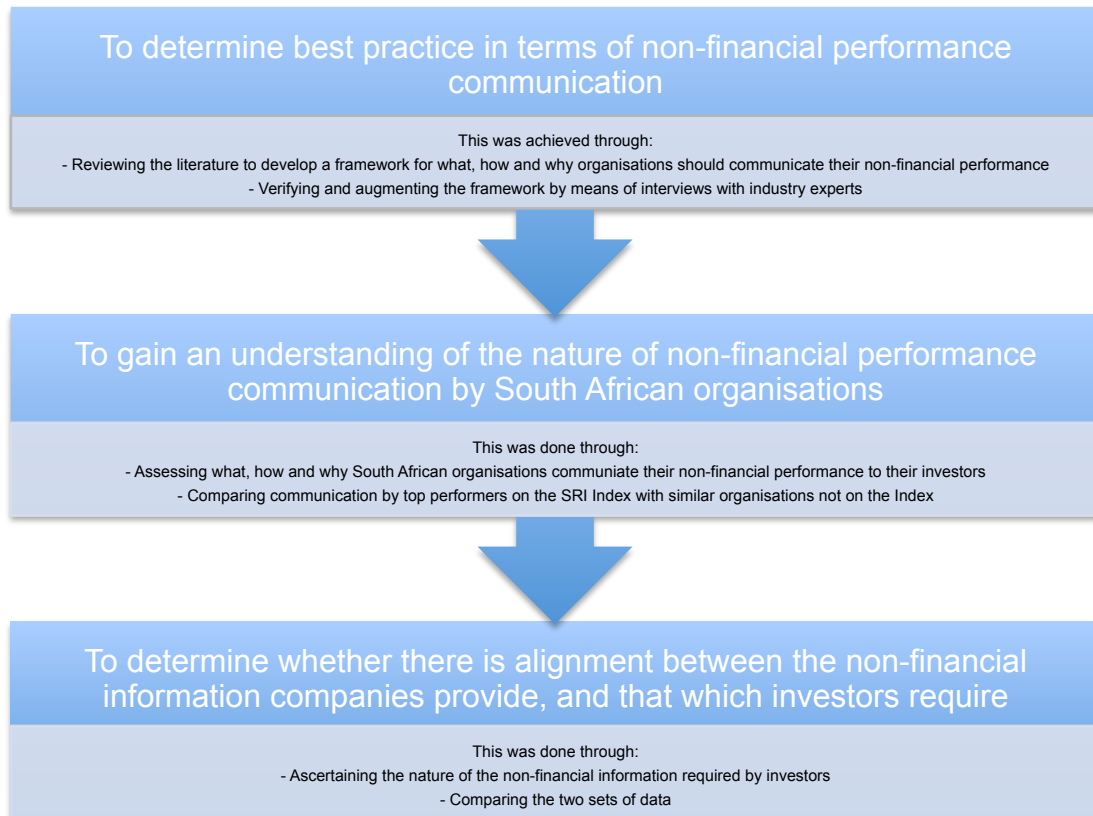 To determine best practice in terms of non-financial performance
communication
This was achieved through:
- Reviewing the literature to develop a framework for what, how and why organisations should communicate their non-financial performance
- Verifying and augmenting the framework by means of interviews with industry experts
To gain an understanding of the nature of non-financial performance
communication by South African organisations
This was done through:
- Assessing what, how and why South African organisations communiate their non-financial performance to their investors
- Comparing communication by top performers on the SRI Index with similar organisations not on the Index
To determine whether there is alignment between the non-financial
information companies provide, and that which investors require
This was done through:
- Ascertaining the nature of the non-financial information required by investors
- Comparing the two sets of data